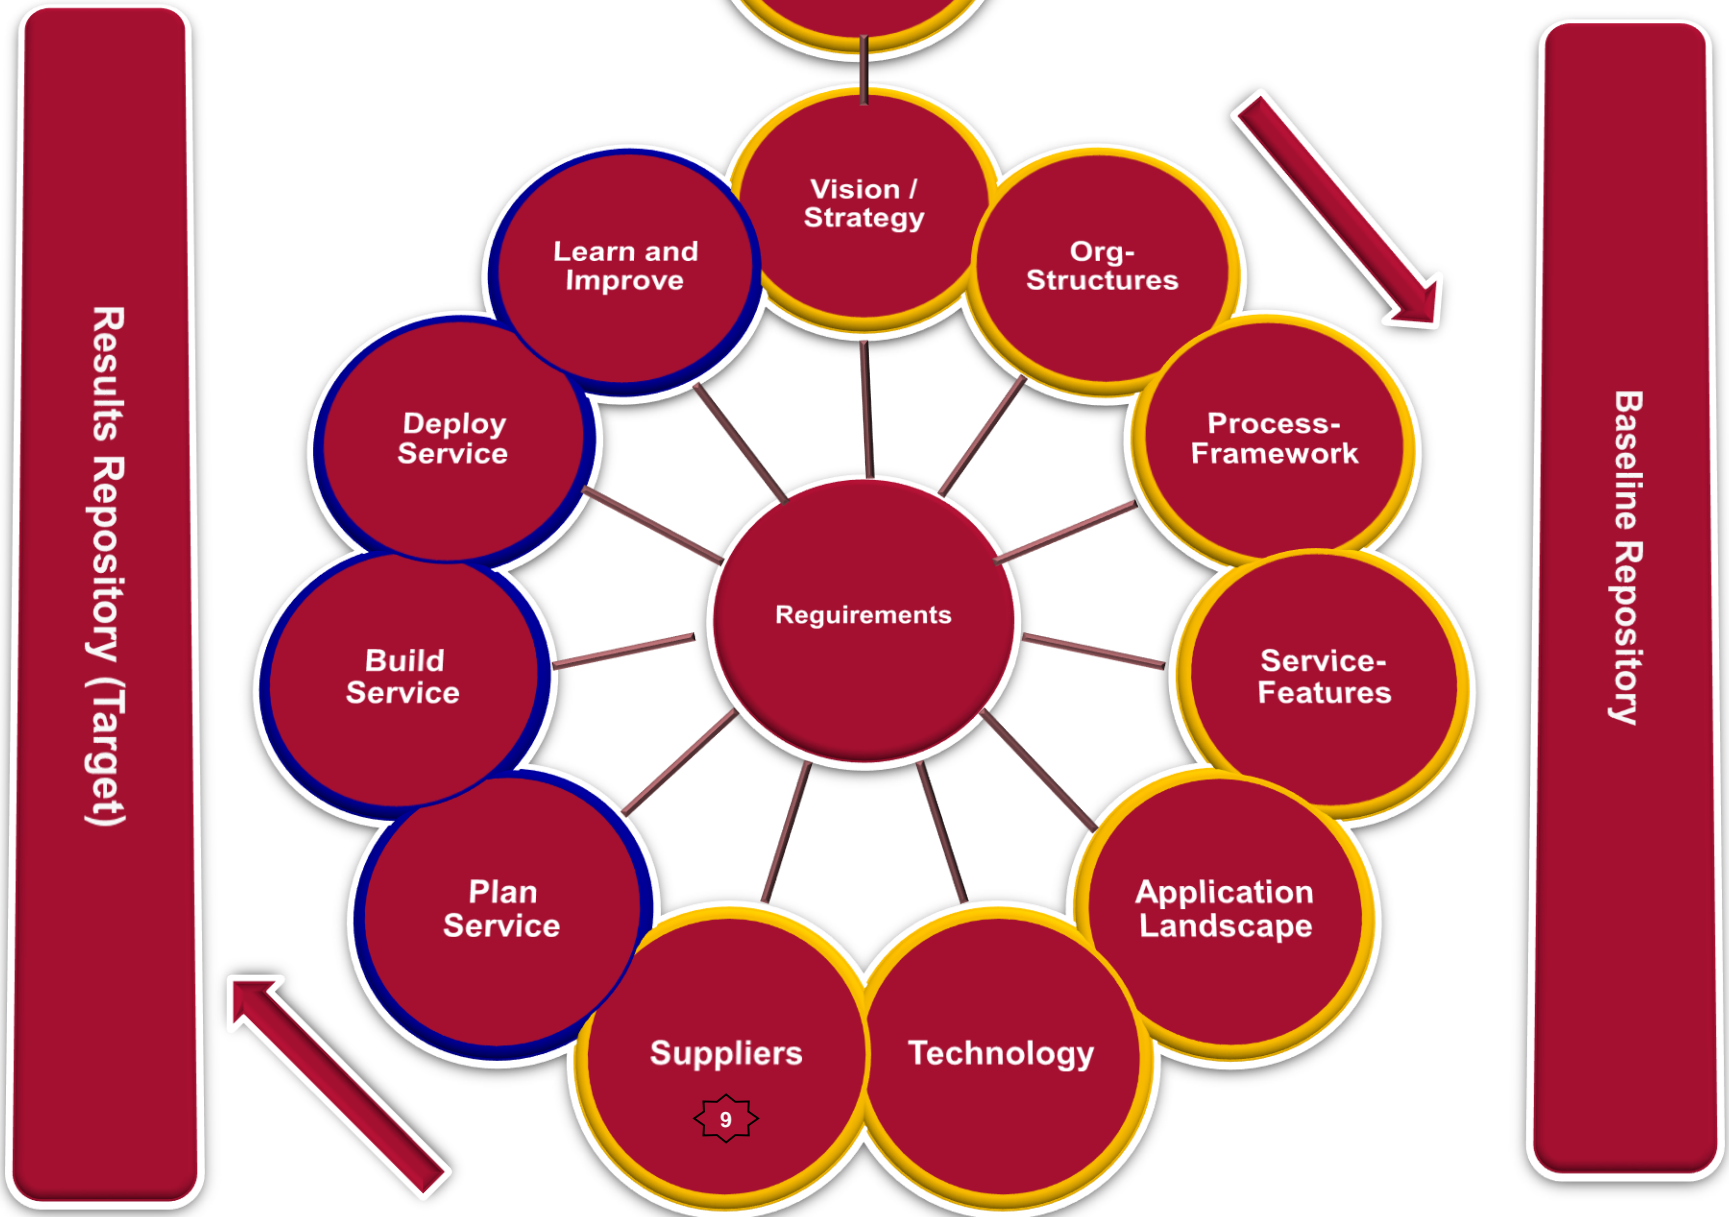 Vision /
Strategy
Learn and
Improve
Org-
Structures
Deploy
Service
Process-
Framework
Reguirements
Build
Service
Service-
Features
Plan
Service
Application
Landscape
Suppliers
9
Technology
Results Repository (Target)
Baseline Repository